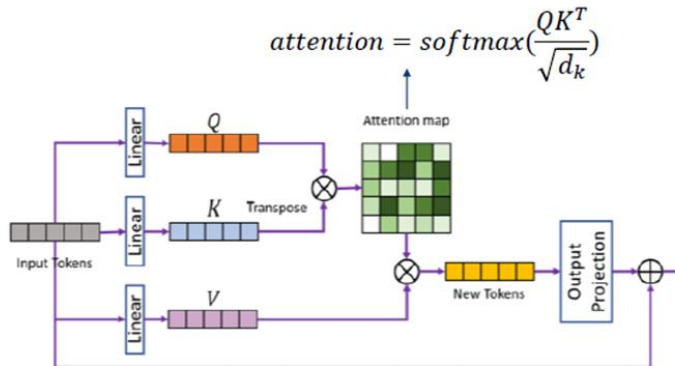 attention = softmax(QK^T/√d_k)
Attention map
Linear
Q
Linear
K
Transpose
Input Tokens
Linear
V
New Tokens
Output
Projection